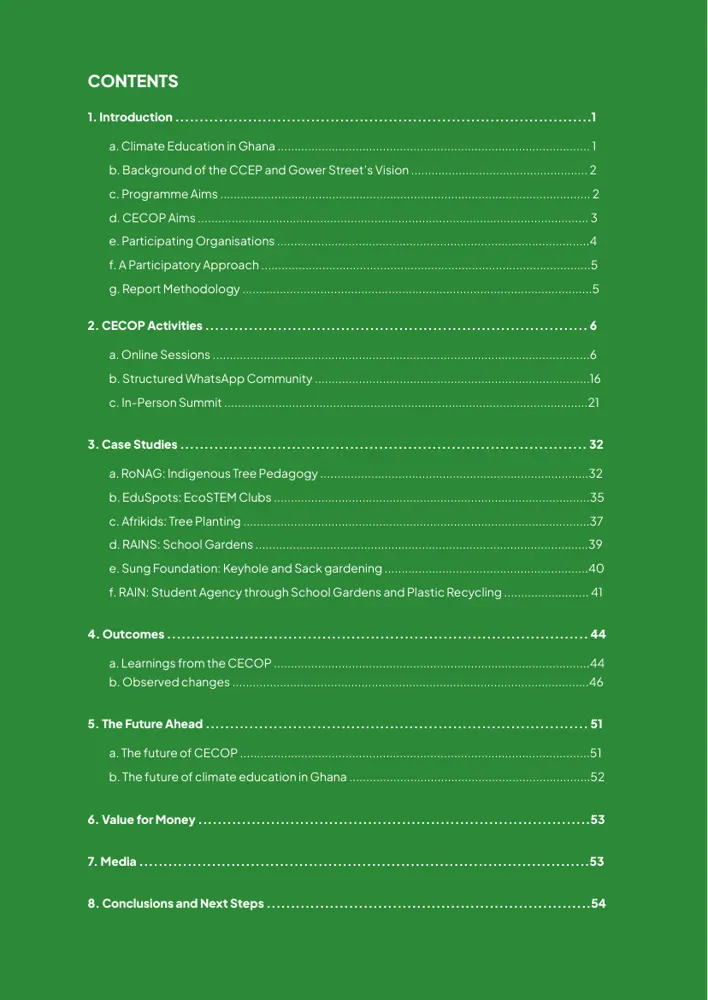 CONTENTS
1. Introduction ..................................................................................1
a. Climate Education in Ghana ............................................................................................ 1
b. Background of the CCEP and Gower Street's Vision .................................................... 2
c. Programme Aims ............................................................................................................. 2
d. CECOP Aims .................................................................................................................... 3
e. Participating Organisations ............................................................................................4
f. A Participatory Approach .................................................................................................5
g. Report Methodology .......................................................................................................5
2. CECOP Activities ............................................................................ 6
a. Online Sessions ...............................................................................................................6
b. Structured WhatsApp Community .................................................................................16
c. In-Person Summit ...........................................................................................................21
3. Case Studies ................................................................................. 32
a. RoNAG: Indigenous Tree Pedagogy ...............................................................................32
b. EduSpots: EcoSTEM Clubs .............................................................................................35
c. Afrikids: Tree Planting ......................................................................................................37
d. RAINS: School Gardens ..................................................................................................39
e. Sung Foundation: Keyhole and Sack gardening ............................................................40
f. RAIN: Student Agency through School Gardens and Plastic Recycling ......................... 41
4. Outcomes .................................................................................... 44
a. Learnings from the CECOP .............................................................................................44
b. Observed changes .........................................................................................................46
5. The Future Ahead ............................................................................ 51
a. The future of CECOP .......................................................................................................51
b. The future of climate education in Ghana .......................................................................52
6. Value for Money ..............................................................................53
7. Media ..........................................................................................53
8. Conclusions and Next Steps ................................................................54